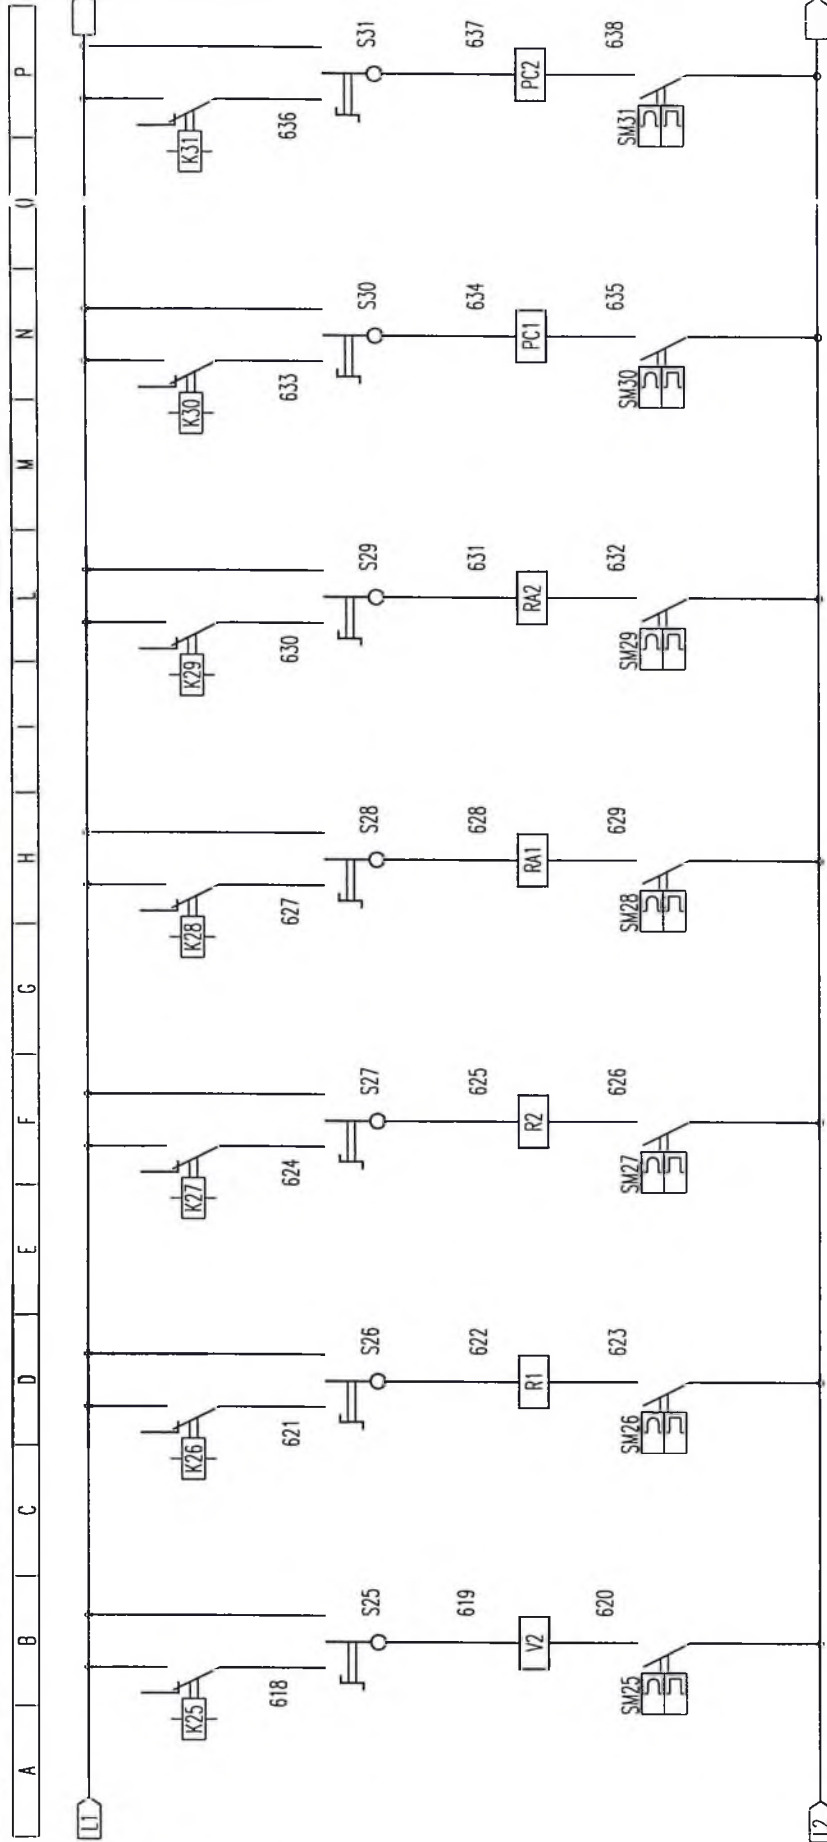 A B C D E F G H I L M N O P
L1
K25 K26 K27 K28 K29 K30 K31
618 621 624 627 630 633 636
S25 S26 S27 S28 S29 S30 S31
619 622 625 628 631 634 637
V2 R1 R2 RA1 RA2 PC1 PC2
620 623 626 629 632 635 638
SM25 SM26 SM27 SM28 SM29 SM30 SM31
L2